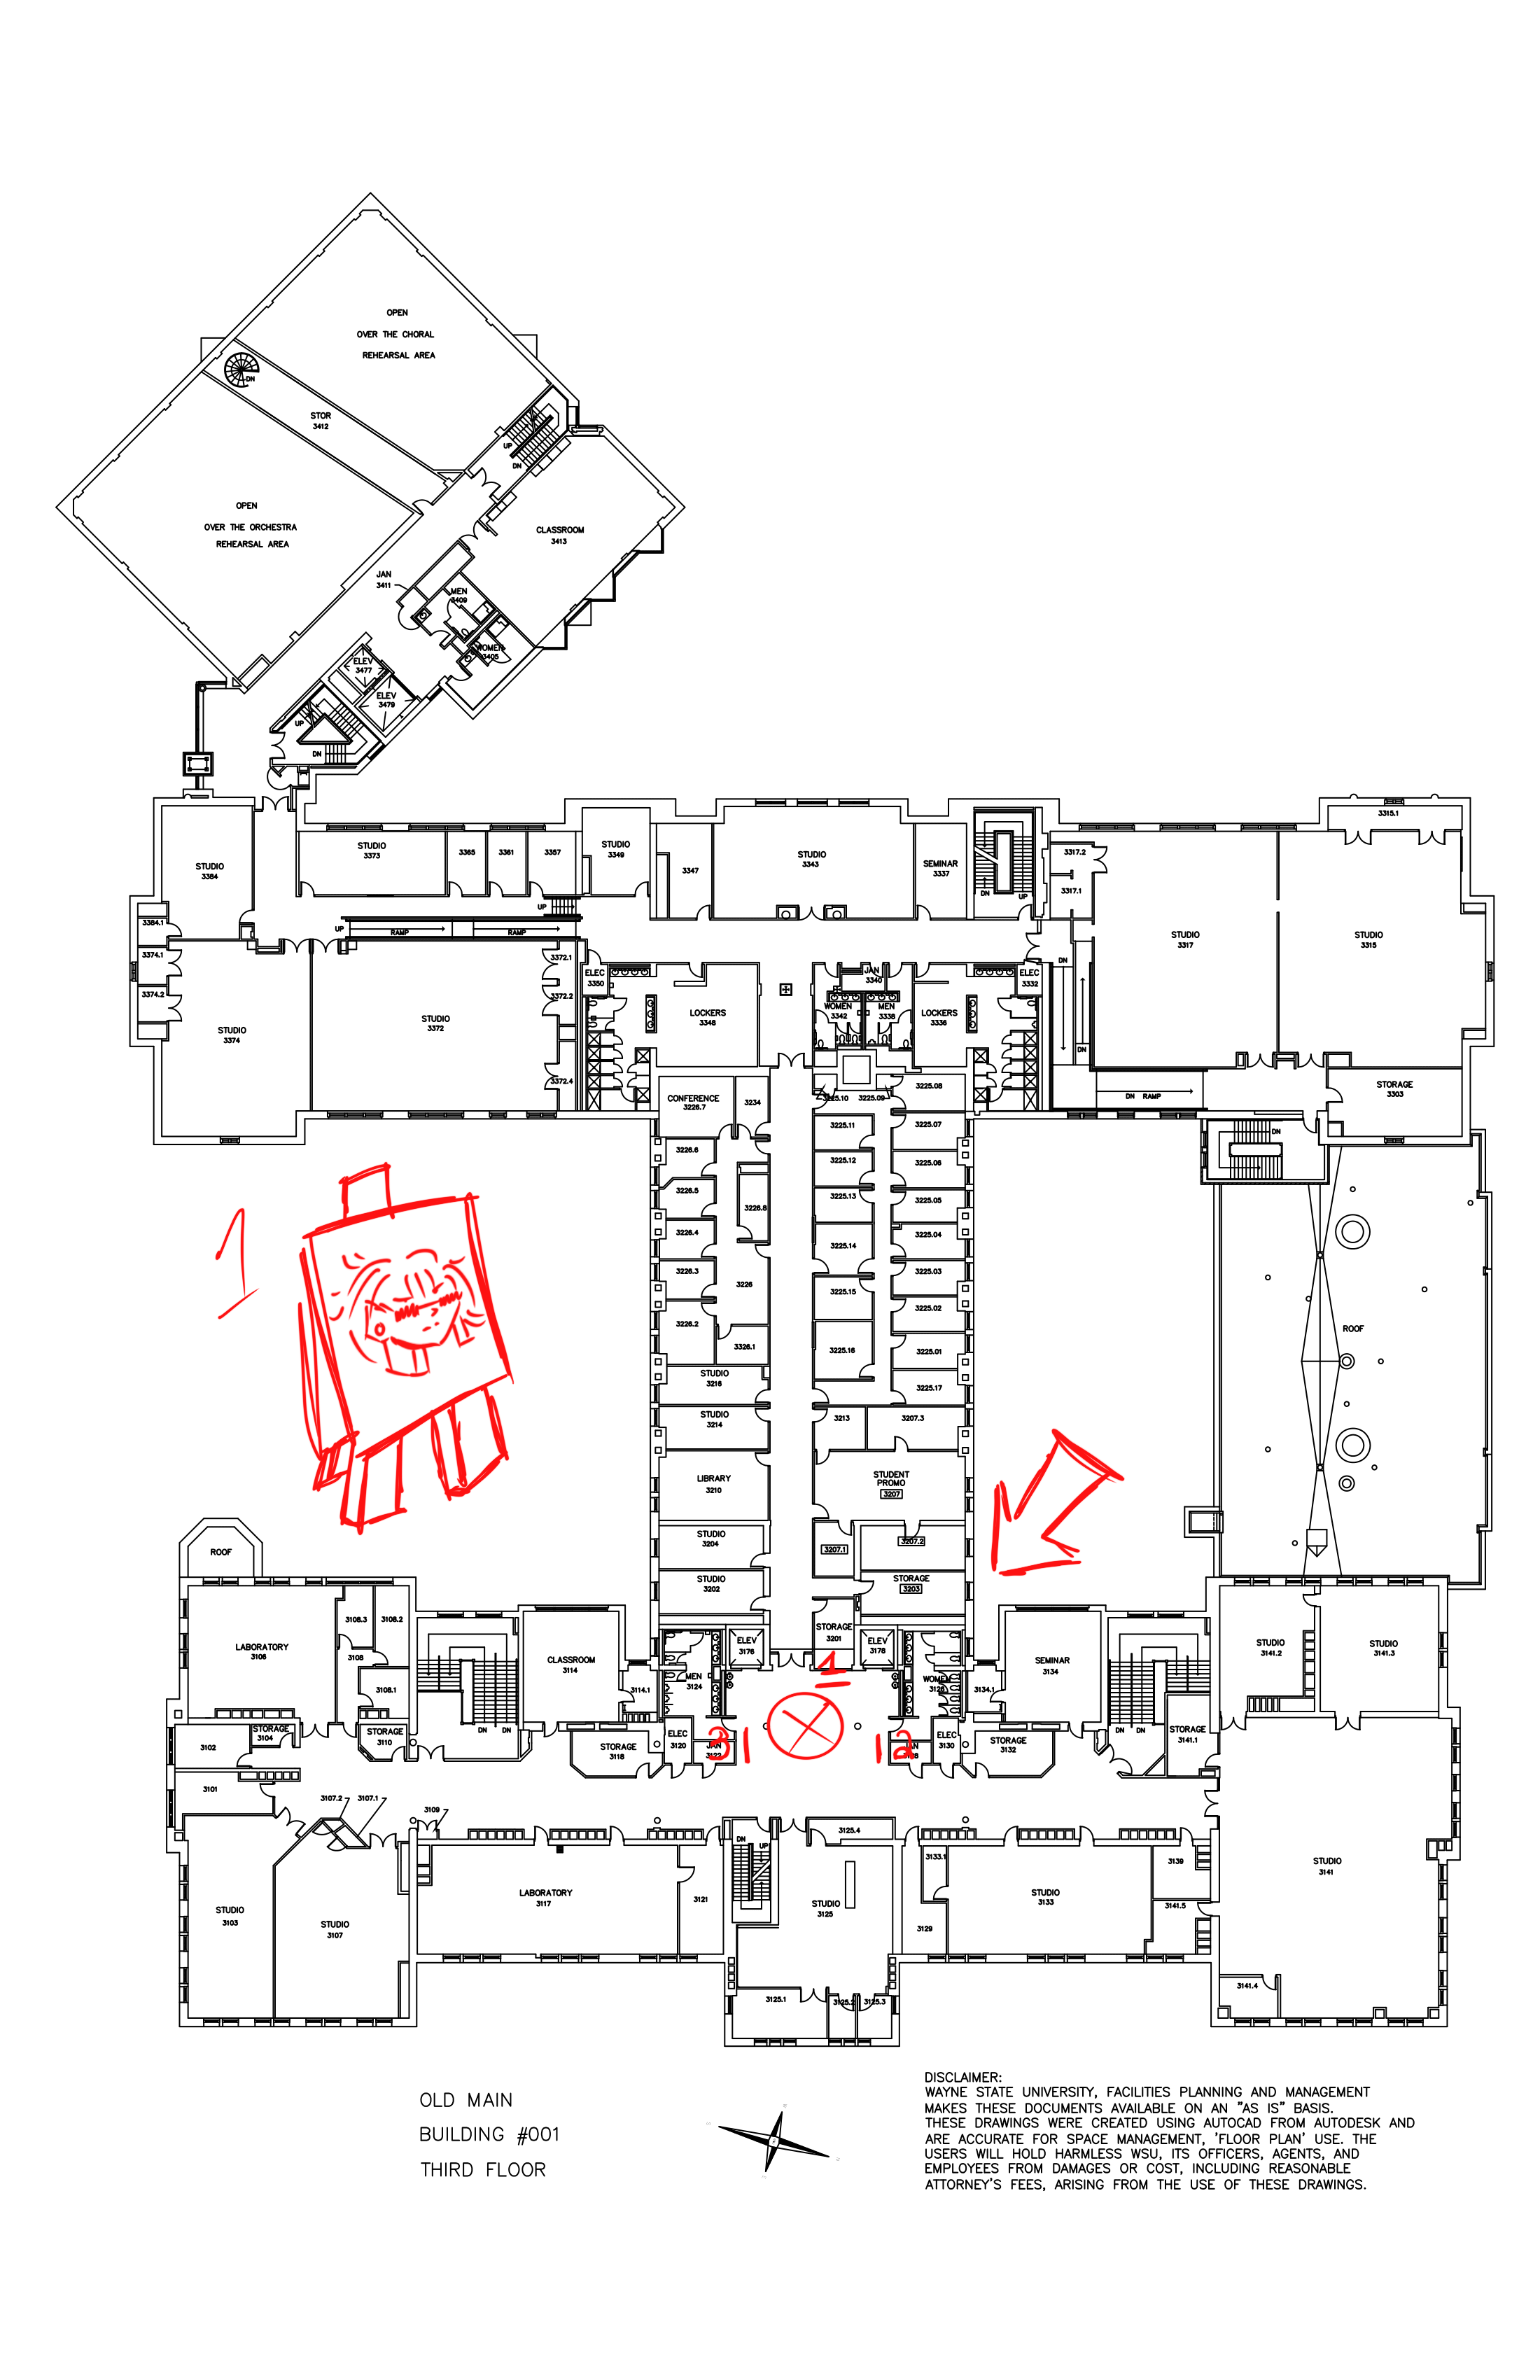 OPEN
OVER THE CHORAL
REHEARSAL AREA
DN
STOR
3412
UP
DN
OPEN
OVER THE ORCHESTRA
REHEARSAL AREA
CLASSROOM
3413
JAN
3411
MEN
3409
WOMEN
3405
ELEV
3477
ELEV
3479
UP
DN
3315.1
STUDIO
3384
STUDIO
3373
3365
3361
3357
STUDIO
3349
3347
STUDIO
3343
SEMINAR
3337
DN
UP
3317.2
3317.1
STUDIO
3317
STUDIO
3315
3384.1
UP
UP
RAMP
RAMP
3374.1
3374.2
STUDIO
3374
STUDIO
3372
3372.1
3372.2
3372.4
ELEC
3350
LOCKERS
3348
JAN
3340
WOMEN
3342
MEN
3338
LOCKERS
3336
ELEC
3332
DN
DN
DN RAMP
STORAGE
3303
DN
CONFERENCE
3226.7
3234
3225.10
3225.09
3225.08
3225.11
3225.07
3226.6
3225.12
3225.06
3226.5
3226.8
3225.13
3225.05
3226.4
3225.14
3225.04
3226.3
3226
3225.15
3225.03
3226.2
3225.02
3326.1
3225.16
3225.01
STUDIO
3216
3225.17
STUDIO
3214
3213
3207.3
LIBRARY
3210
STUDENT
PROMO
3207
STUDIO
3204
3207.1
3207.2
STUDIO
3202
STORAGE
3203
STORAGE
3201
ROOF
1
ROOF
LABORATORY
3106
3108.3
3108.2
3108
3108.1
STORAGE
3104
3102
STORAGE
3110
DN DN
CLASSROOM
3114
3114.1
MEN
3124
ELEV
3176
ELEV
3178
WOMEN
3126
3134.1
SEMINAR
3134
DN DN
STUDIO
3141.2
STUDIO
3141.3
STORAGE
3141.1
STORAGE
3118
ELEC
3120
JAN
3122
31
1
12
JAN
3128
ELEC
3130
STORAGE
3132
3101
3107.2
3107.1
3109
3125.4
STUDIO
3103
STUDIO
3107
LABORATORY
3117
3121
DN
UP
STUDIO
3125
3133.1
3129
STUDIO
3133
3139
3141.5
STUDIO
3141
3141.4
3125.1
3125.2
3125.3
OLD MAIN
BUILDING #001
THIRD FLOOR
DISCLAIMER:
WAYNE STATE UNIVERSITY, FACILITIES PLANNING AND MANAGEMENT
MAKES THESE DOCUMENTS AVAILABLE ON AN "AS IS" BASIS.
THESE DRAWINGS WERE CREATED USING AUTOCAD FROM AUTODESK AND
ARE ACCURATE FOR SPACE MANAGEMENT, 'FLOOR PLAN' USE. THE
USERS WILL HOLD HARMLESS WSU, ITS OFFICERS, AGENTS, AND
EMPLOYEES FROM DAMAGES OR COST, INCLUDING REASONABLE
ATTORNEY'S FEES, ARISING FROM THE USE OF THESE DRAWINGS.